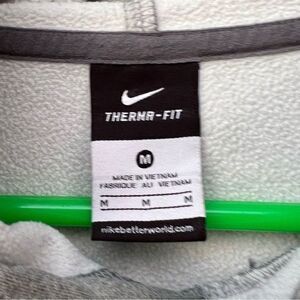 THERMA-FIT
M
MADE IN VIETNAM
FABRIQUE AU VIETNAM
M M M
nikebetterworld.com